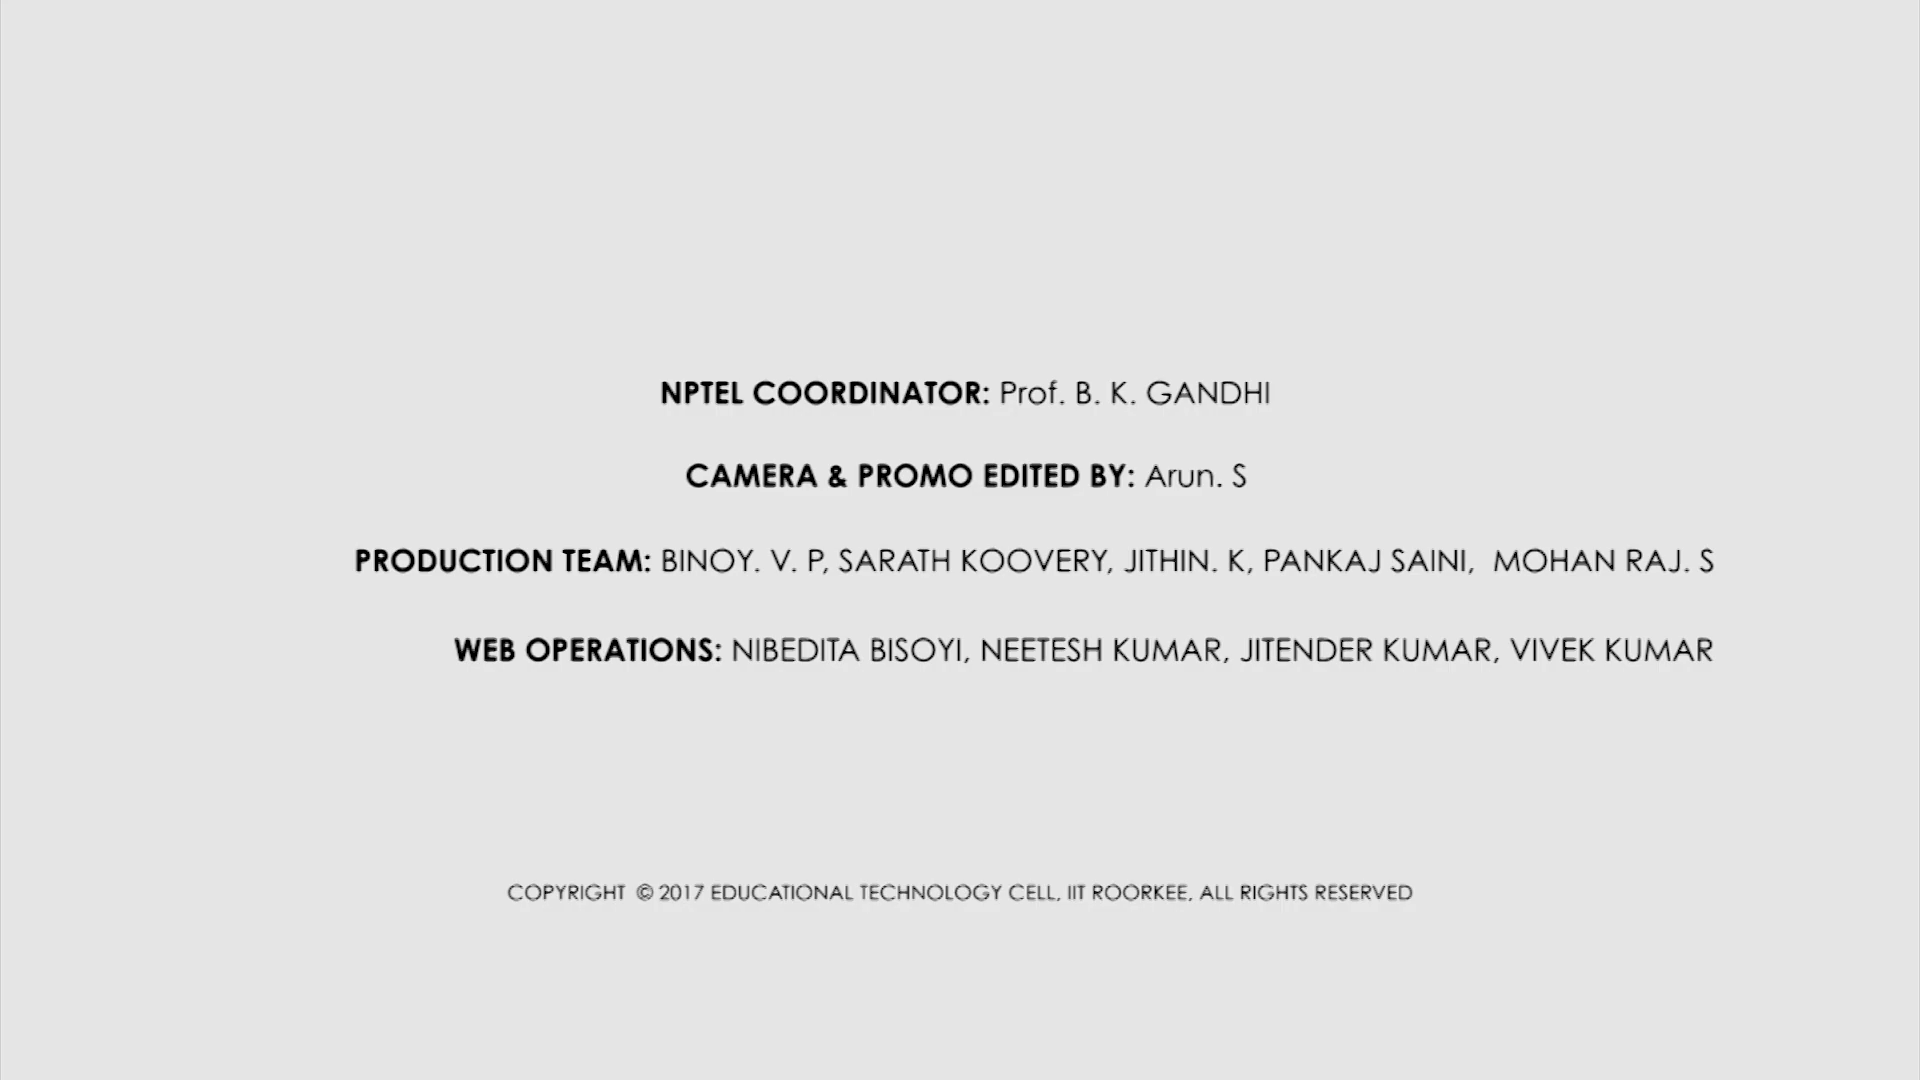 NPTEL COORDINATOR: Prof. B. K. GANDHI
CAMERA & PROMO EDITED BY: Arun. S
PRODUCTION TEAM: BINOY. V. P, SARATH KOOVERY, JITHIN. K, PANKAJ SAINI, MOHAN RAJ. S
WEB OPERATIONS: NIBEDITA BISOYI, NEETESH KUMAR, JITENDER KUMAR, VIVEK KUMAR
COPYRIGHT © 2017 EDUCATIONAL TECHNOLOGY CELL, IIT ROORKEE, ALL RIGHTS RESERVED